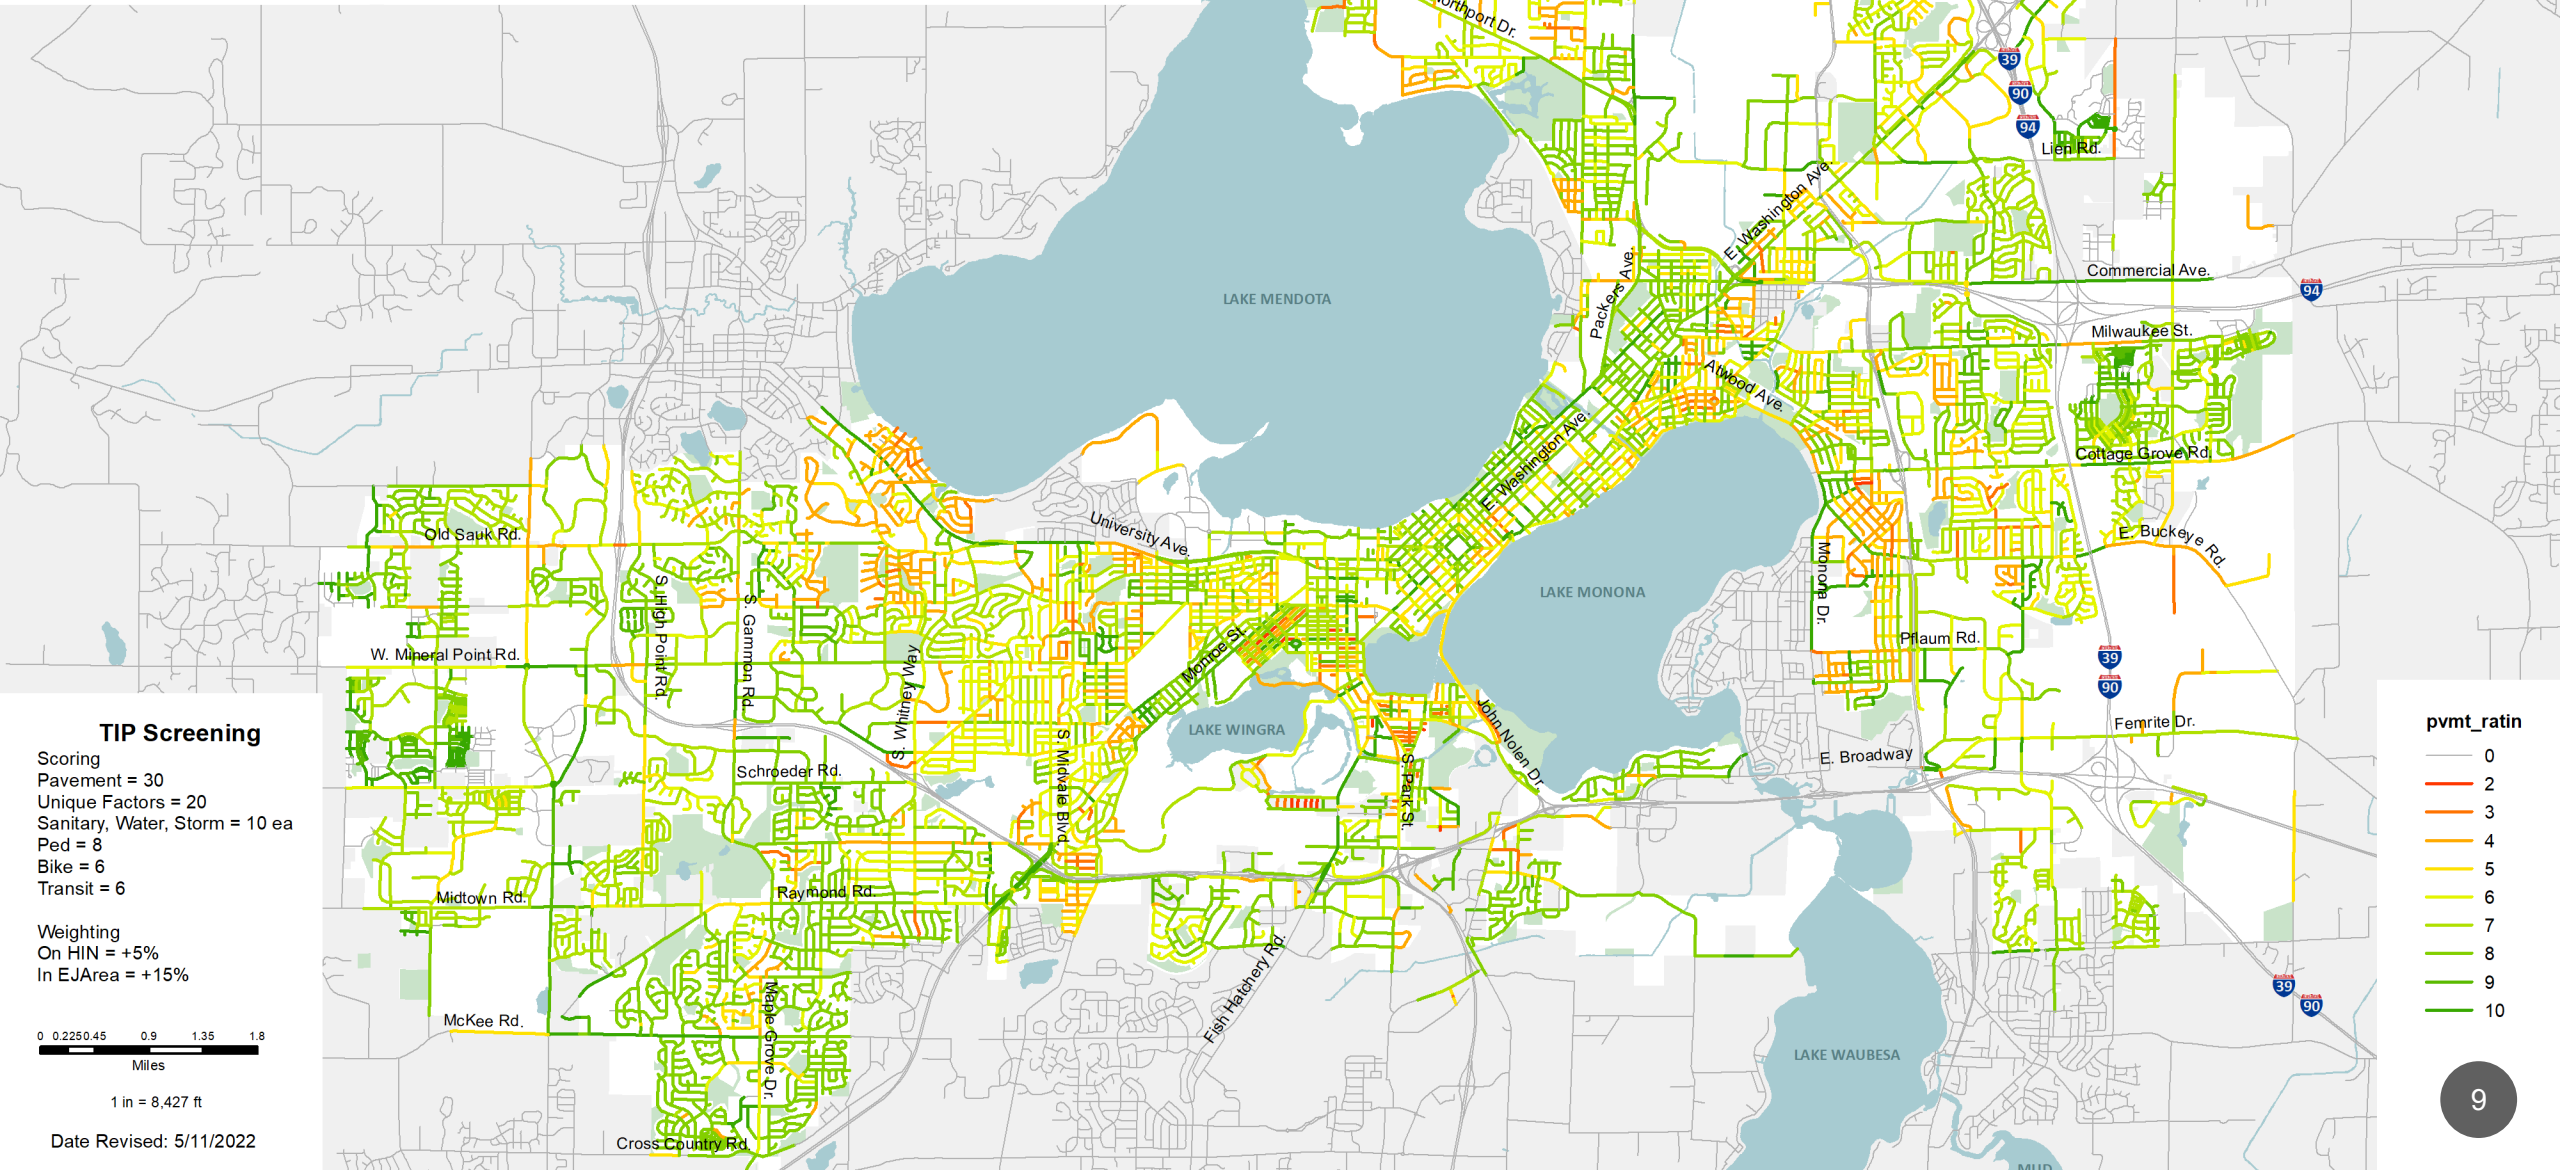 orthport Dr.
39
90
94
Lien Rd.
E. Washington Ave.
Packers Ave.
Commercial Ave.
94
LAKE MENDOTA
Milwaukee St.
Atwood Ave.
E. Washington Ave.
Cottage Grove Rd.
University Ave.
Old Sauk Rd.
E. Buckeye Rd.
S. High Point Rd.
S. Gammon Rd.
LAKE MONONA
Monona Dr.
Monroe St.
Pflaum Rd.
W. Mineral Point Rd.
39
90
S. Whitney Way
LAKE WINGRA
John Nolen Dr.
Femrite Dr.
E. Broadway
S. Midvale Blvd.
S. Park St.
Schroeder Rd.
Raymond Rd.
Midtown Rd.
Fish Hatchery Rd.
39
90
Maple Grove Dr.
McKee Rd.
LAKE WAUBESA
Cross Country Rd.
MUD
TIP Screening
Scoring
Pavement = 30
Unique Factors = 20
Sanitary, Water, Storm = 10 ea
Ped = 8
Bike = 6
Transit = 6
Weighting
On HIN = +5%
In EJArea = +15%
0 0.225 0.45 0.9 1.35 1.8
Miles
1 in = 8,427 ft
Date Revised: 5/11/2022
pvmt_ratin
0
2
3
4
5
6
7
8
9
10
9